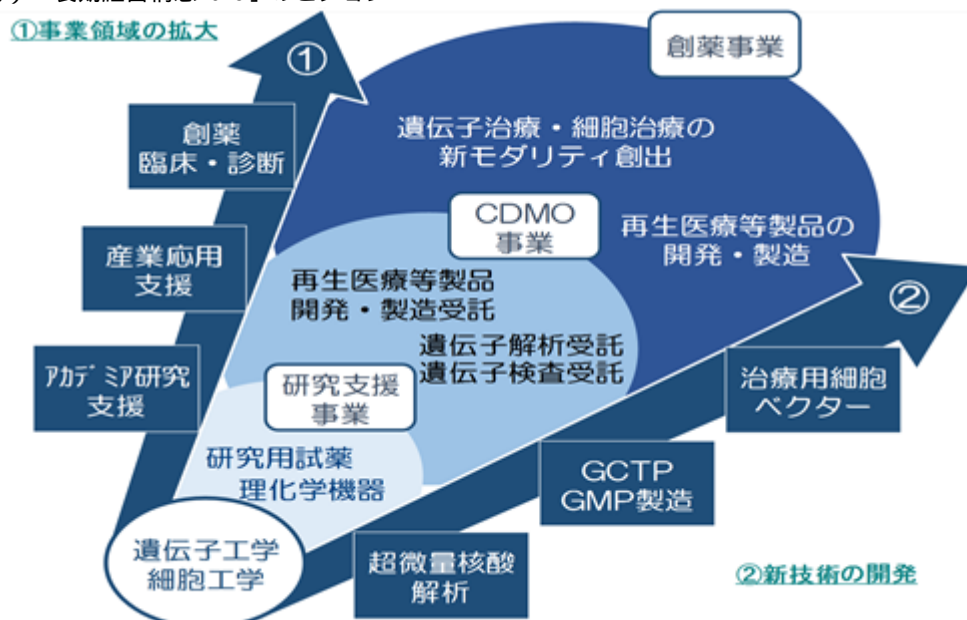 ①事業領域の拡大
①
創薬事業
創薬
臨床・診断
遺伝子治療・細胞治療の
新モダリティ創出
CDMO
事業
再生医療等製品の
開発・製造
産業応用
支援
再生医療等製品
開発・製造受託
②
遺伝子解析受託
遺伝子検査受託
アカデミア研究
支援
研究支援
事業
治療用細胞
ベクター
研究用試薬
理化学機器
GCTP
GMP製造
遺伝子工学
細胞工学
超微量核酸
解析
②新技術の開発